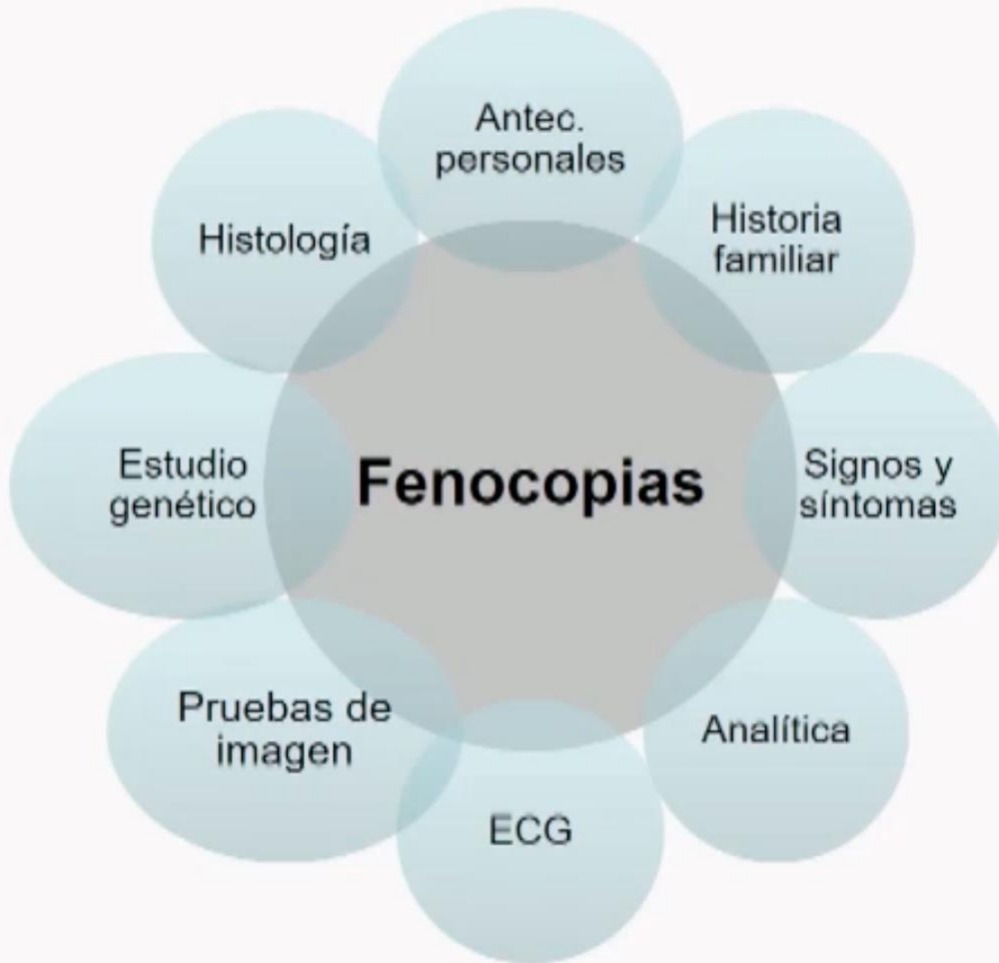 Antec.
personales
Historia
familiar
Signos y
síntomas
Analítica
ECG
Pruebas de
imagen
Estudio
genético
Histología
Fenocopias